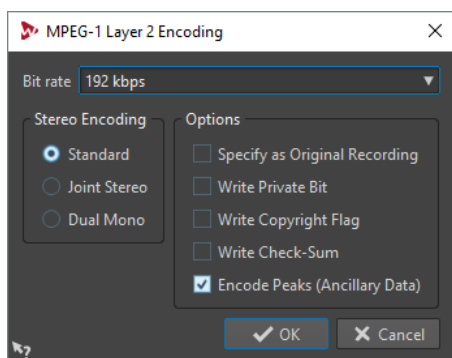 MPEG-1 Layer 2 Encoding
Bit rate 192 kbps
Stereo Encoding
Standard
Joint Stereo
Dual Mono
Options
Specify as Original Recording
Write Private Bit
Write Copyright Flag
Write Check-Sum
Encode Peaks (Ancillary Data)
OK Cancel
?